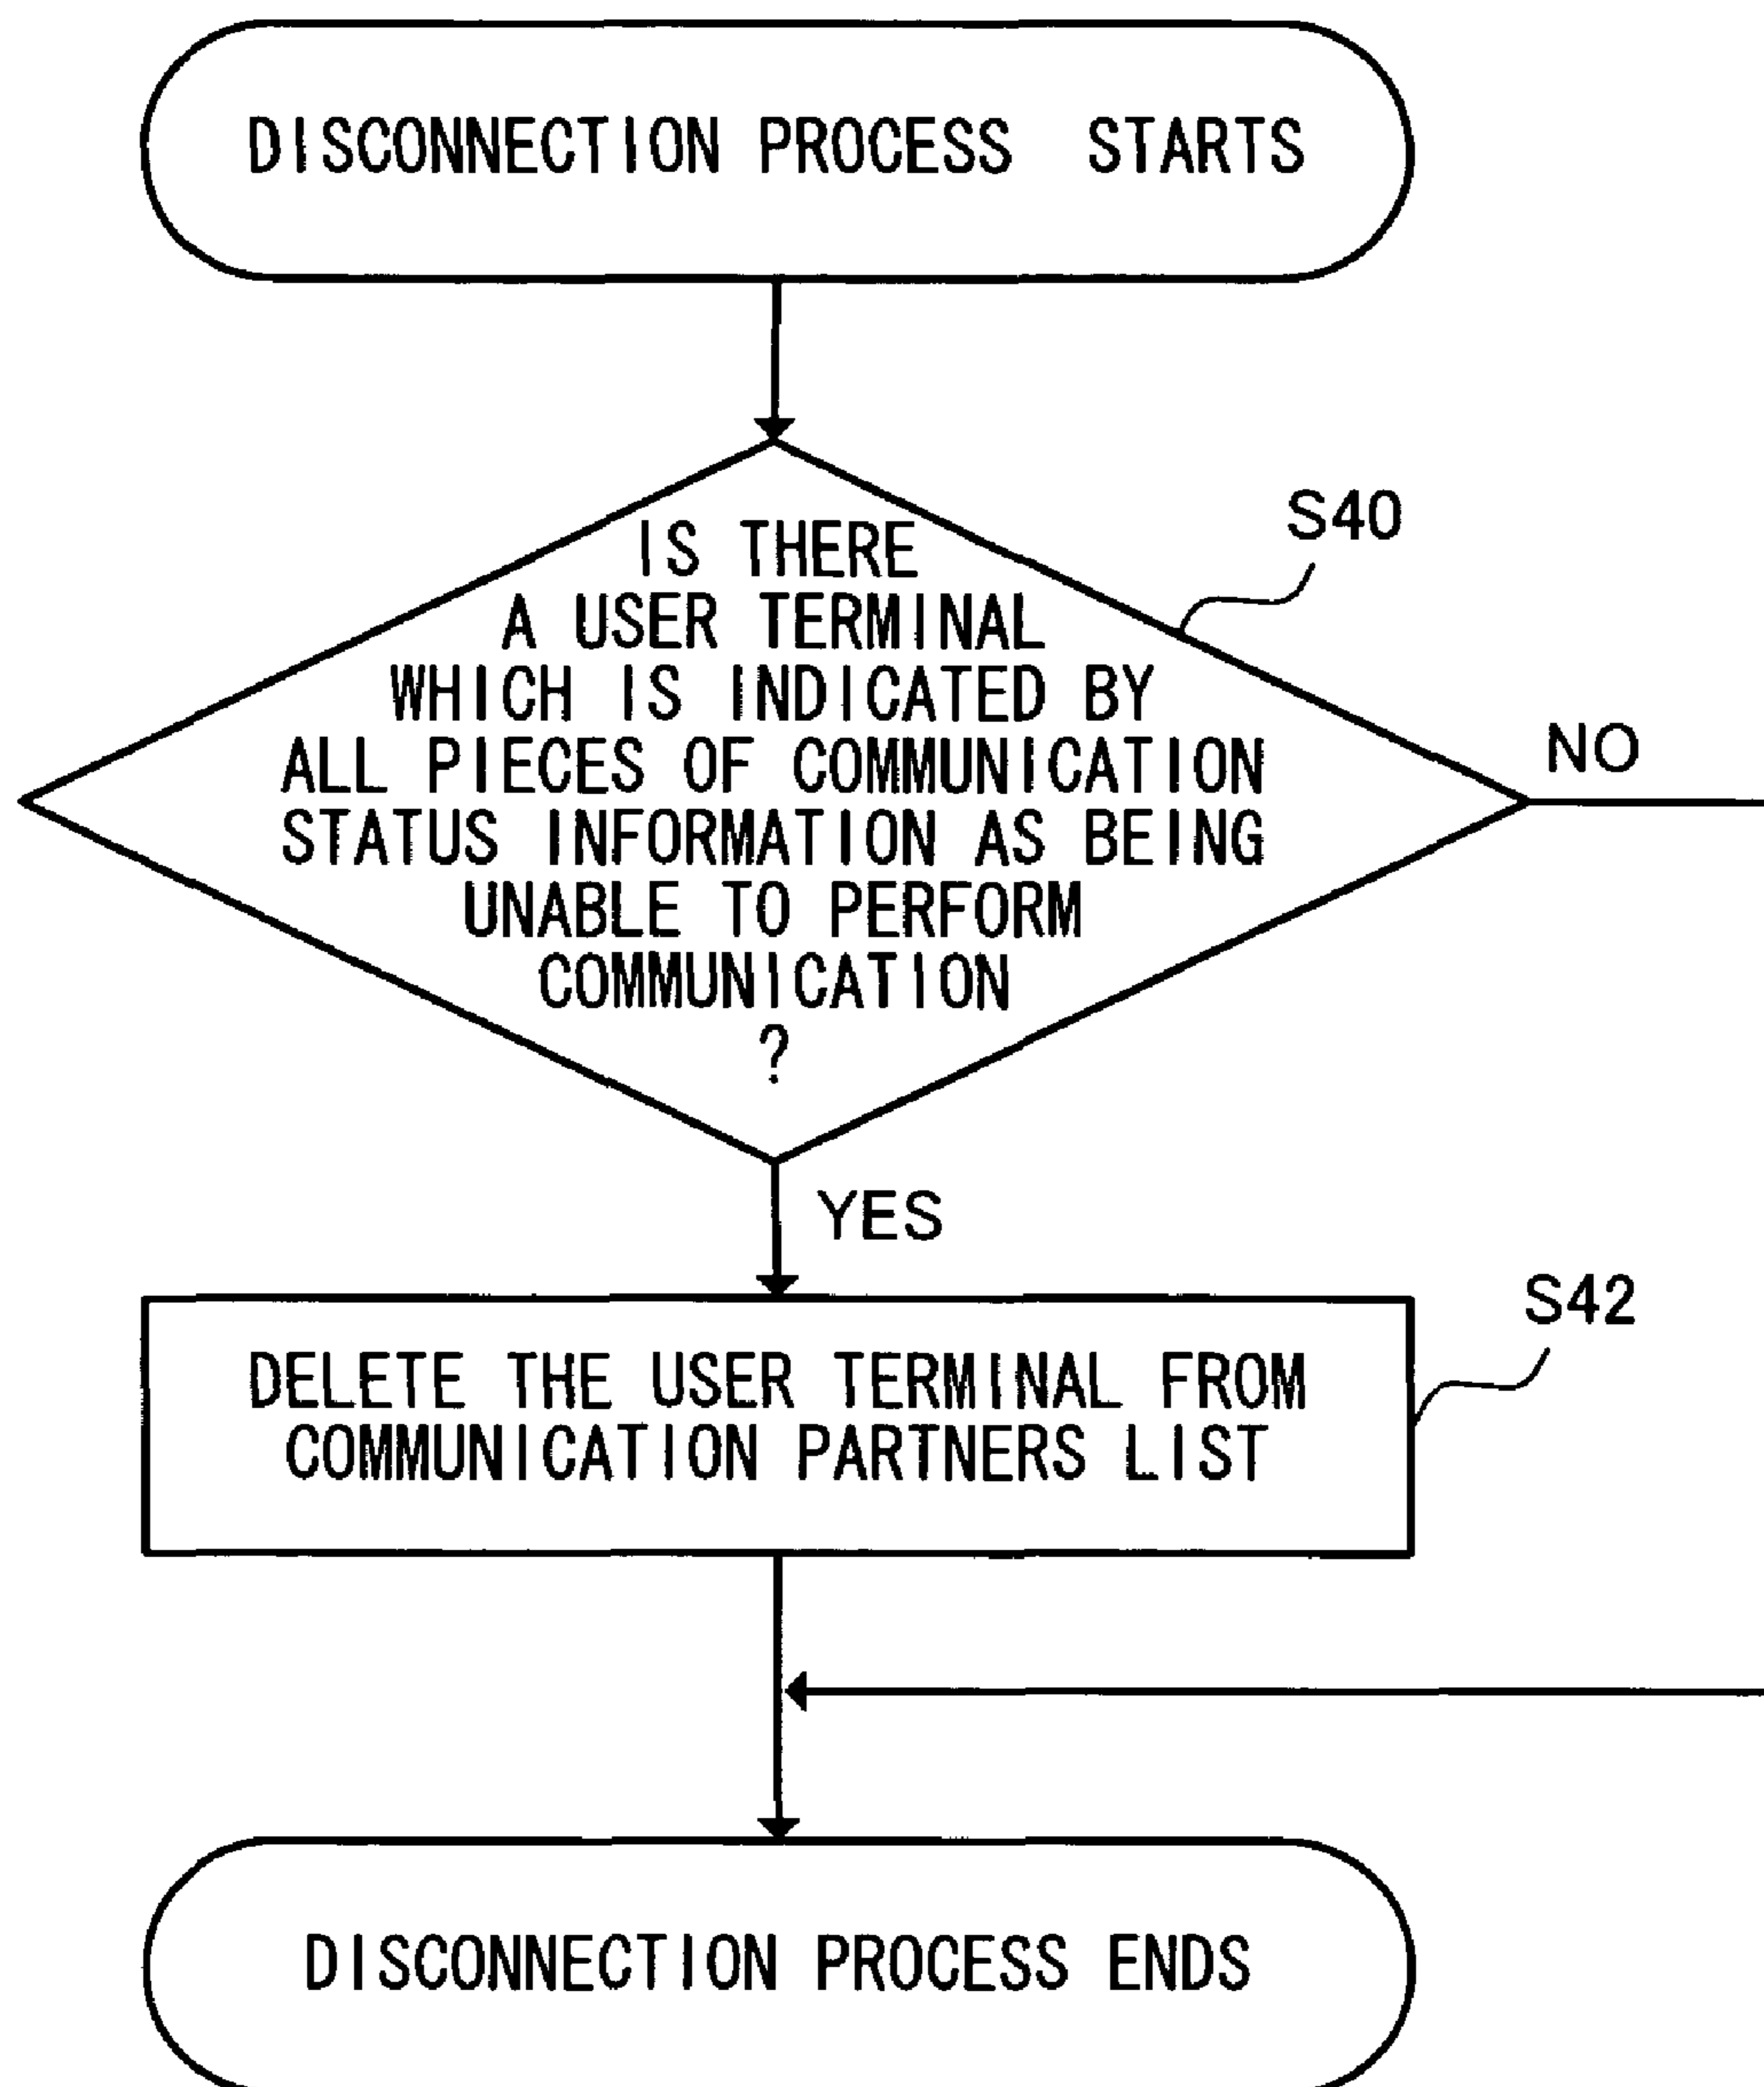 DISCONNECTION PROCESS STARTS
S40
IS THERE
A USER TERMINAL
WHICH IS INDICATED BY
ALL PIECES OF COMMUNICATION
STATUS INFORMATION AS BEING
UNABLE TO PERFORM
COMMUNICATION
?
NO
YES
S42
DELETE THE USER TERMINAL FROM
COMMUNICATION PARTNERS LIST
DISCONNECTION PROCESS ENDS